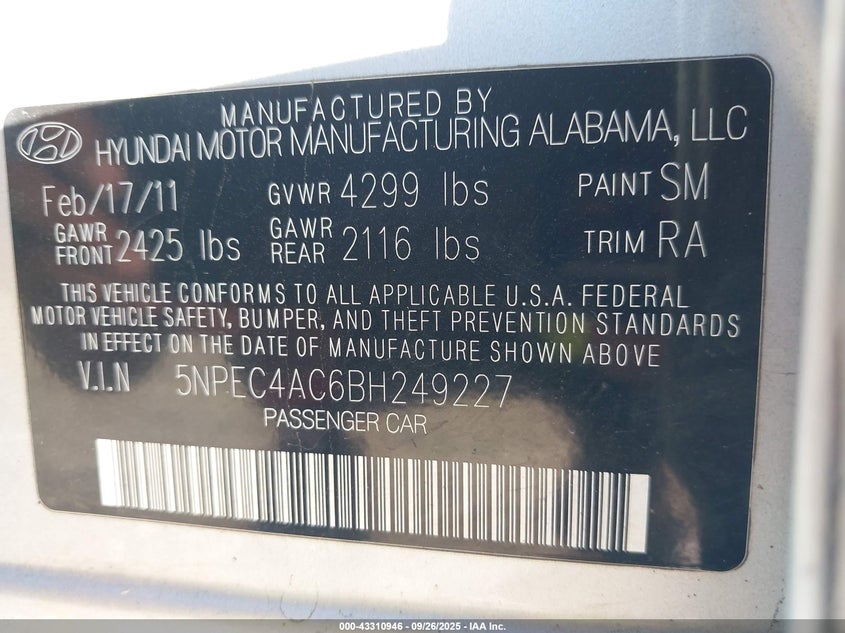 MANUFACTURED BY
HYUNDAI MOTOR MANUFACTURING ALABAMA, LLC
Feb/17/11 GVWR 4299 lbs PAINT SM
GAWR FRONT 2425 lbs GAWR REAR 2116 lbs TRIM RA
THIS VEHICLE CONFORMS TO ALL APPLICABLE U.S.A. FEDERAL
MOTOR VEHICLE SAFETY, BUMPER, AND THEFT PREVENTION STANDARDS
IN EFFECT ON THE DATE OF MANUFACTURE SHOWN ABOVE
V.I.N 5NPEC4AC6BH249227
PASSENGER CAR
000-43310946 - 09/26/2025 - IAA Inc.